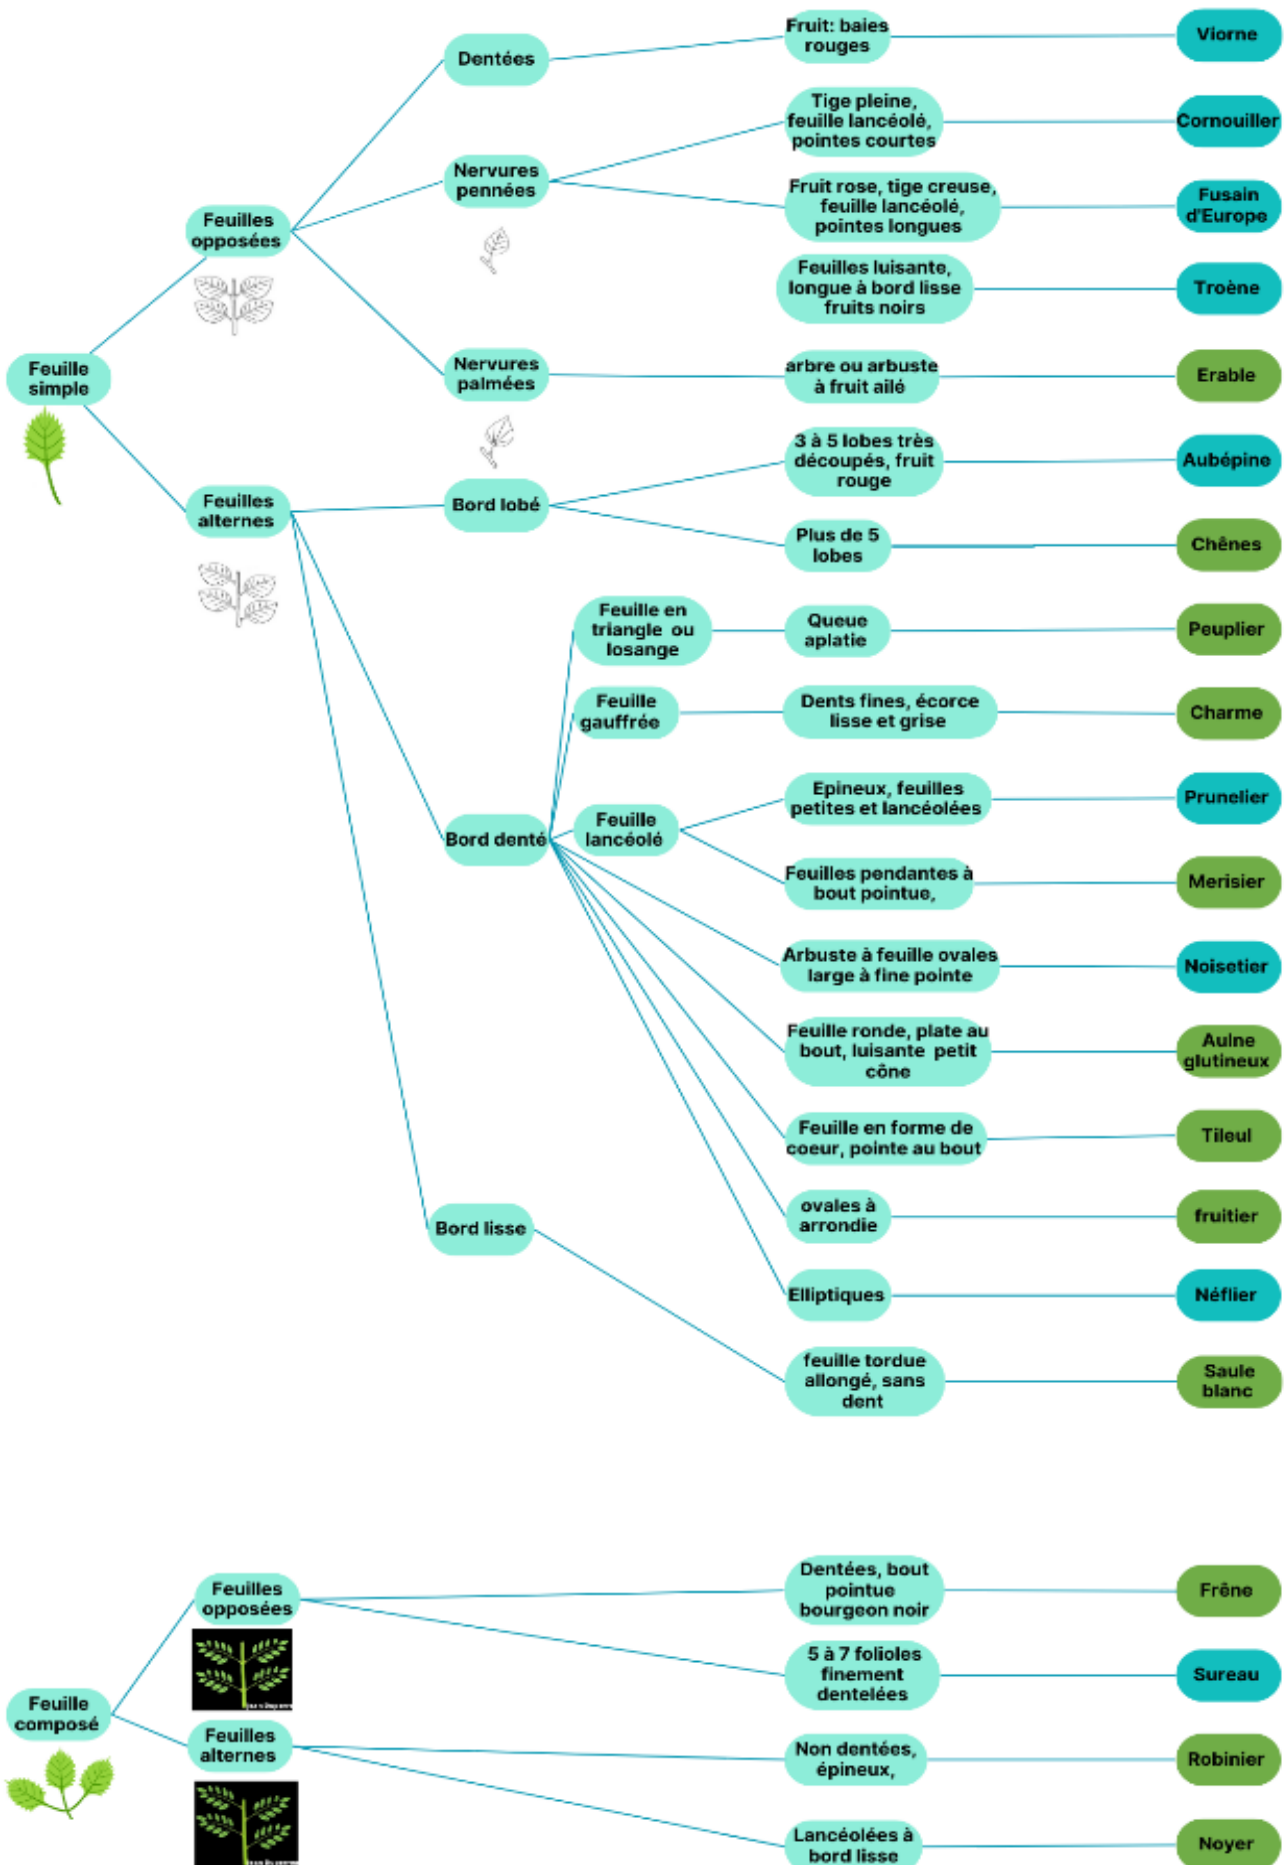 Fruit: baies
rouges
Viorne
Dentées
Tige pleine,
feuille lancéolé,
pointes courtes
Cornouiller
Nervures
pennées
Fruit rose, tige creuse,
feuille lancéolé,
pointes longues
Fusain
d'Europe
Feuilles
opposées
Feuilles luisante,
longue à bord lisse
fruits noirs
Troène
Feuille
simple
Nervures
palmées
arbre ou arbuste
à fruit ailé
Erable
3 à 5 lobes très
découpés, fruit
rouge
Aubépine
Feuilles
alternes
Bord lobé
Plus de 5
lobes
Chênes
Feuille en
triangle ou
losange
Queue
aplatie
Peuplier
Feuille
gauffrée
Dents fines, écorce
lisse et grise
Charme
Bord denté
Feuille
lancéolé
Epineux, feuilles
petites et lancéolées
Prunelier
Feuilles pendantes à
bout pointue,
Merisier
Arbuste à feuille ovales
large à fine pointe
Noisetier
Feuille ronde, plate au
bout, luisante petit
cône
Aulne
glutineux
Feuille en forme de
coeur, pointe au bout
Tileul
Bord lisse
ovales à
arrondie
fruitier
Elliptiques
Néflier
feuille tordue
allongé, sans
dent
Saule
blanc
Feuilles
opposées
Dentées, bout
pointue
bourgeon noir
Frêne
5 à 7 folioles
finement
dentelées
Sureau
Feuille
composé
Feuilles
alternes
Non dentées,
épineux,
Robinier
Lancéolées à
bord lisse
Noyer